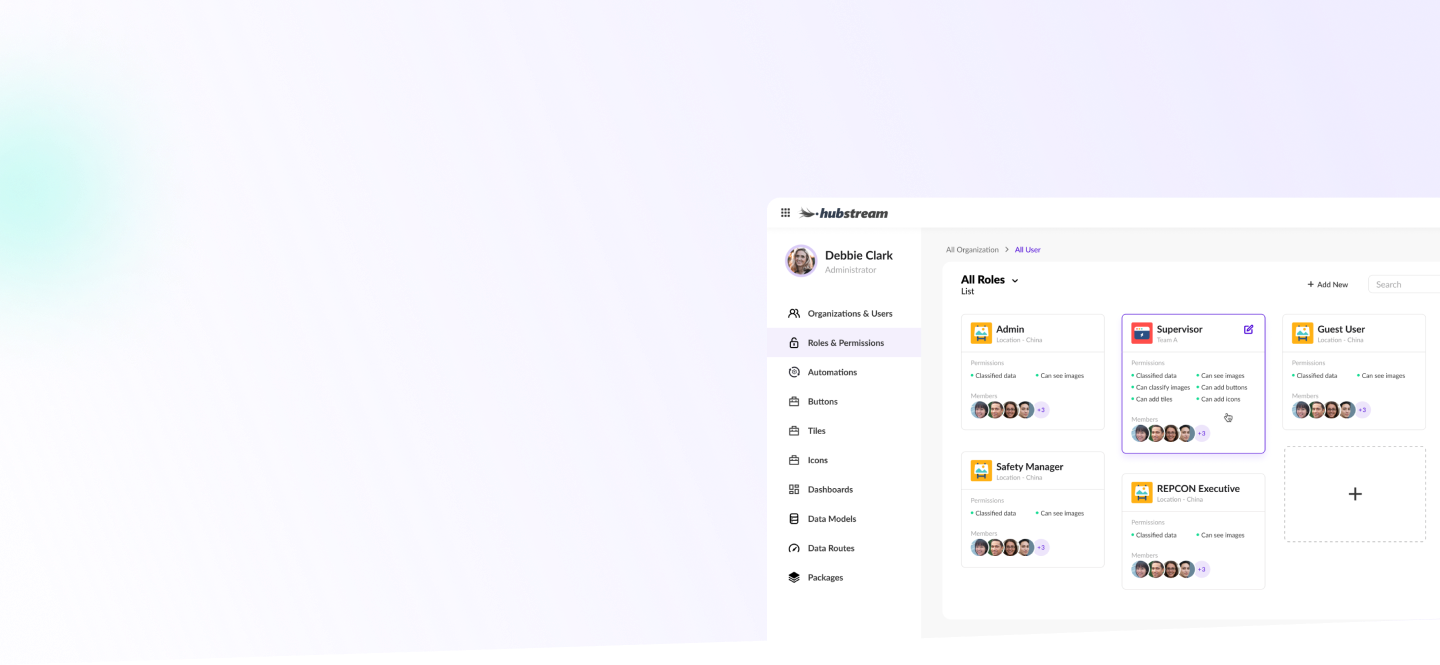 hubstream
Debbie Clark
Administrator
Organizations & Users
Roles & Permissions
Automations
Buttons
Tiles
Icons
Dashboards
Data Models
Data Routes
Packages
All Organization > All User
All Roles
List
+ Add New
Search
Admin
Location - China
Permissions
Classified data Can see images
Members
+3
Supervisor
Team A
Permissions
Classified data Can see images
Can classify images Can add buttons
Can add tiles Can add icons
Members
+3
Guest User
Location - China
Permissions
Classified data Can see images
Members
+3
Safety Manager
Location - China
Permissions
Classified data Can see images
Members
+3
REPCON Executive
Location - China
Permissions
Classified data Can see images
Members
+3
+